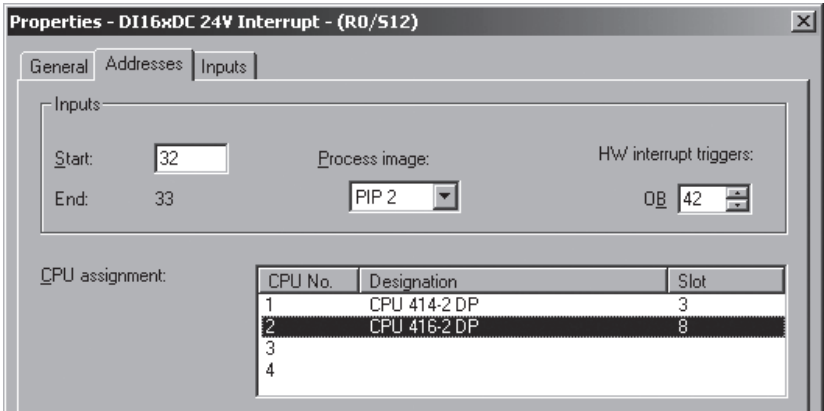 Properties - DI16xDC 24V Interrupt - (R0/S12)
General Addresses Inputs
Inputs
Start: 32 Process image: HW interrupt triggers:
End: 33 PIP 2 OB 42
CPU assignment:
CPU No. Designation Slot
1 CPU 414-2 DP 3
2 CPU 416-2 DP 8
3
4